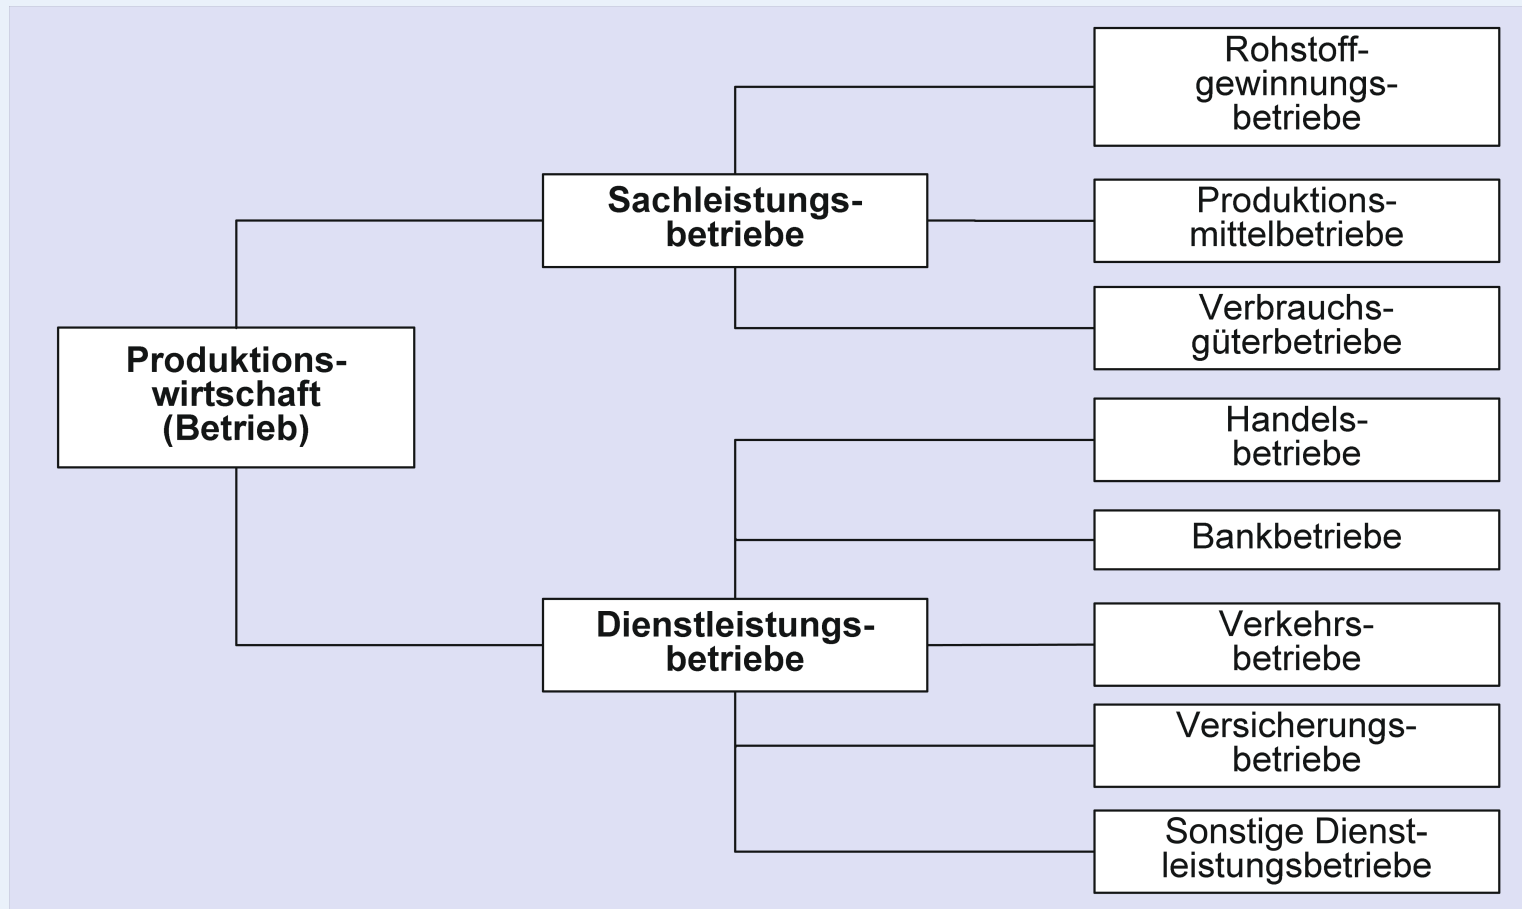 Rohstoff-
gewinnungs-
betriebe
Sachleistungs-
betriebe
Produktions-
mittelbetriebe
Verbrauchs-
güterbetriebe
Produktions-
wirtschaft
(Betrieb)
Handels-
betriebe
Bankbetriebe
Dienstleistungs-
betriebe
Verkehrs-
betriebe
Versicherungs-
betriebe
Sonstige Dienst-
leistungsbetriebe